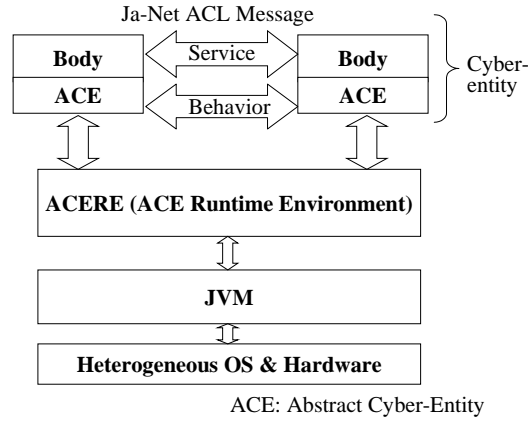 Ja-Net ACL Message
Body
Service
Body
Cyber-
entity
ACE
Behavior
ACE
ACERE (ACE Runtime Environment)
JVM
Heterogeneous OS & Hardware
ACE: Abstract Cyber-Entity